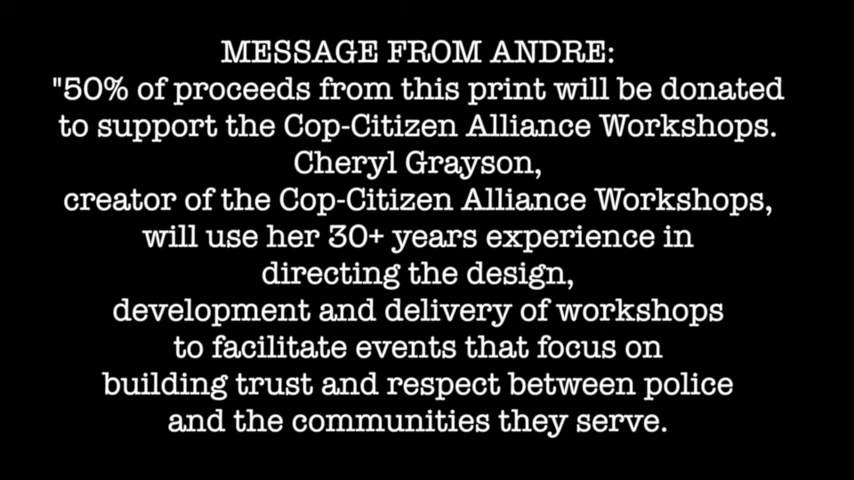 MESSAGE FROM ANDRE:
"50% of proceeds from this print will be donated
to support the Cop-Citizen Alliance Workshops.
Cheryl Grayson,
creator of the Cop-Citizen Alliance Workshops,
will use her 30+ years experience in
directing the design,
development and delivery of workshops
to facilitate events that focus on
building trust and respect between police
and the communities they serve.